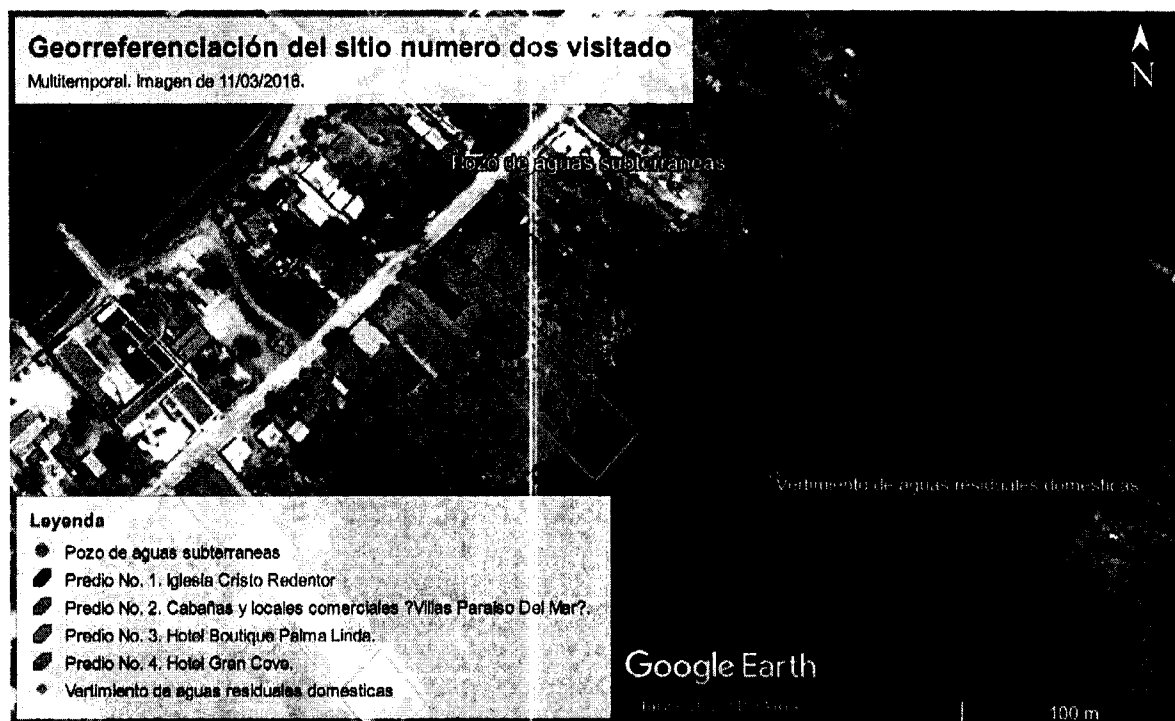 Georreferenciación del sitio numero dos visitado
Multitemporal. Imagen de 11/03/2016.
N
Pozo de aguas subterraneas
Vertimiento de aguas residuales domesticas
Leyenda
Pozo de aguas subterraneas
Predio No. 1. Iglesia Cristo Redentor
Predio No. 2. Cabañas y locales comerciales ?Villas Paraiso Del Mar?.
Predio No. 3. Hotel Boutique Palma Linda.
Predio No. 4. Hotel Gran Cove.
Vertimiento de aguas residuales domésticas
Google Earth
100 m